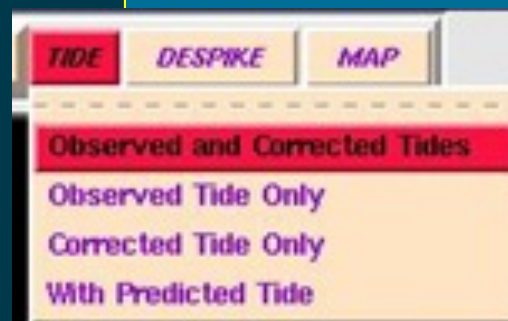 TIDE DESPIKE MAP
Observed and Corrected Tides
Observed Tide Only
Corrected Tide Only
With Predicted Tide